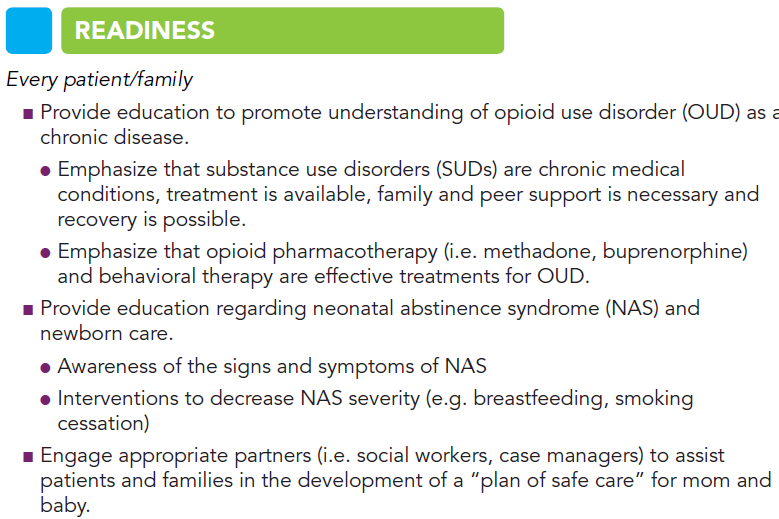 READINESS
Every patient/family
■ Provide education to promote understanding of opioid use disorder (OUD) as a
chronic disease.
● Emphasize that substance use disorders (SUDs) are chronic medical
conditions, treatment is available, family and peer support is necessary and
recovery is possible.
● Emphasize that opioid pharmacotherapy (i.e. methadone, buprenorphine)
and behavioral therapy are effective treatments for OUD.
■ Provide education regarding neonatal abstinence syndrome (NAS) and
newborn care.
● Awareness of the signs and symptoms of NAS
● Interventions to decrease NAS severity (e.g. breastfeeding, smoking
cessation)
■ Engage appropriate partners (i.e. social workers, case managers) to assist
patients and families in the development of a “plan of safe care” for mom and
baby.